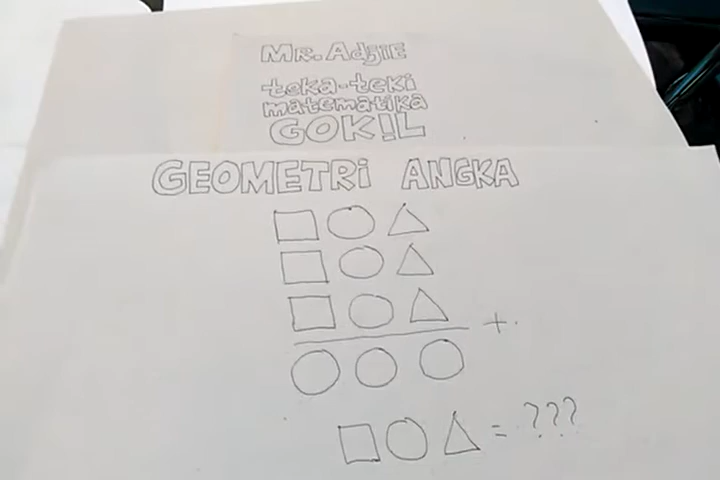 MR. ADJIE
teka-teki
matematika
GOK!L
GEOMETRi ANGKA
□ ○ △
□ ○ △
□ ○ △ +
○ ○ ○
□ ○ △ = ???